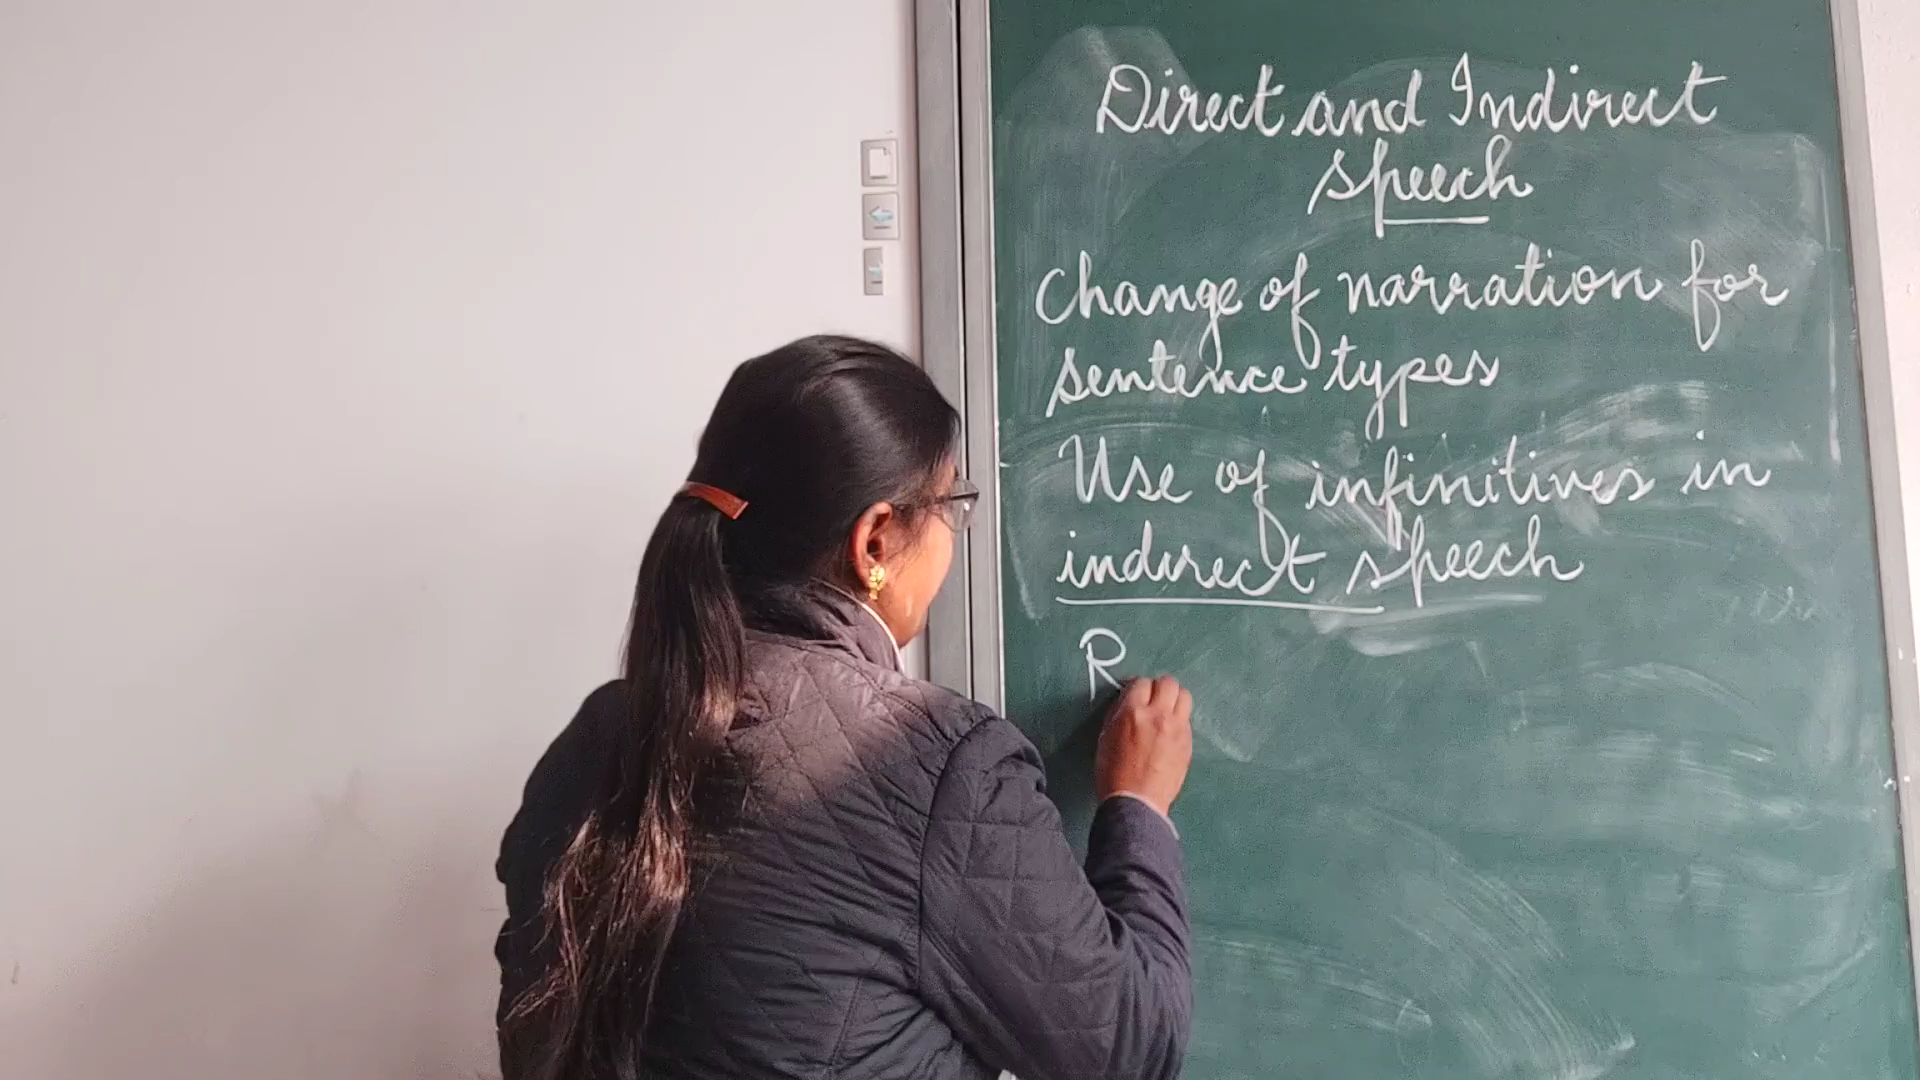 Direct and Indirect
speech
Change of narration for
sentence types
Use of infinitives in
indirect speech
R